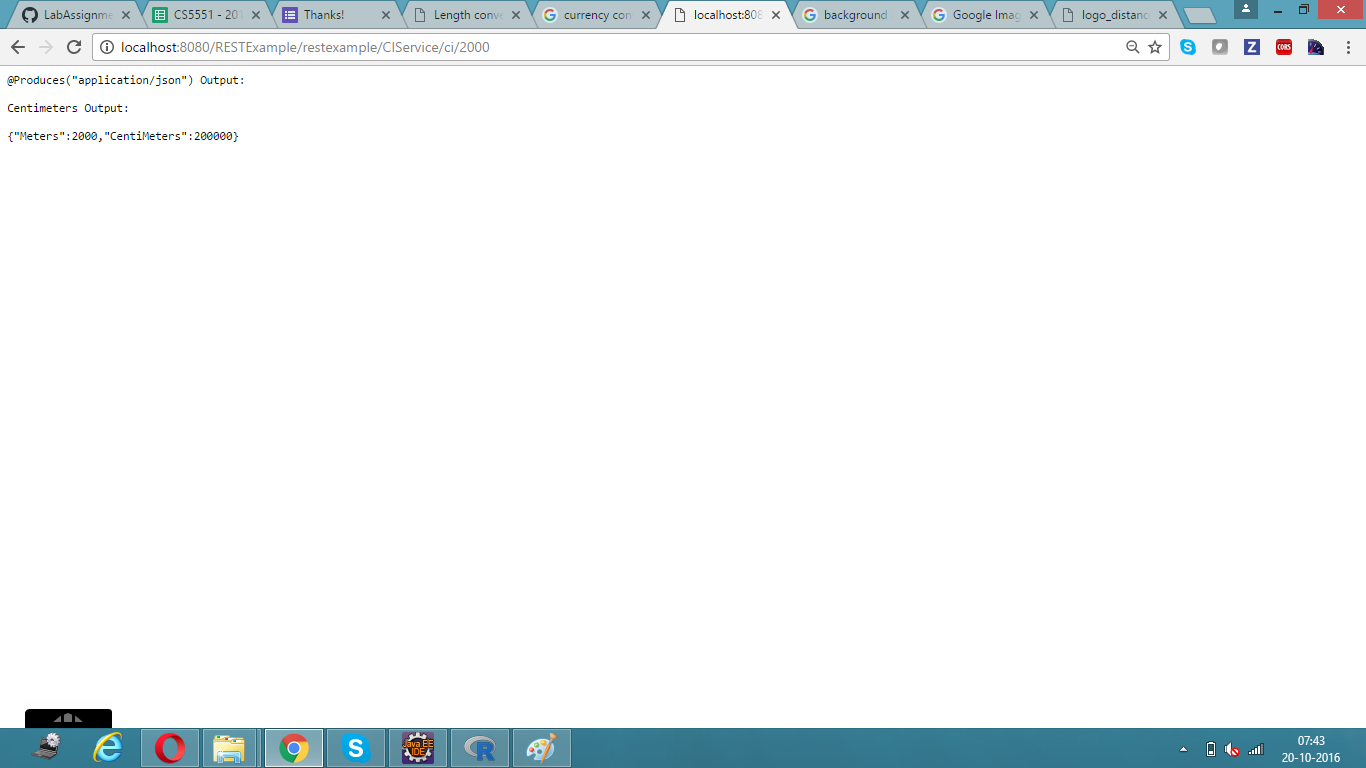 LabAssignme
CS5551 - 201
Thanks!
Length conve
currency con
localhost:808
background
Google Imag
logo_distanc
localhost:8080/RESTExample/restexample/CIService/ci/2000
Z
CORS
@Produces("application/json") Output:
Centimeters Output:
{"Meters":2000,"CentiMeters":200000}
Java EE
IDE
R
07:43
20-10-2016